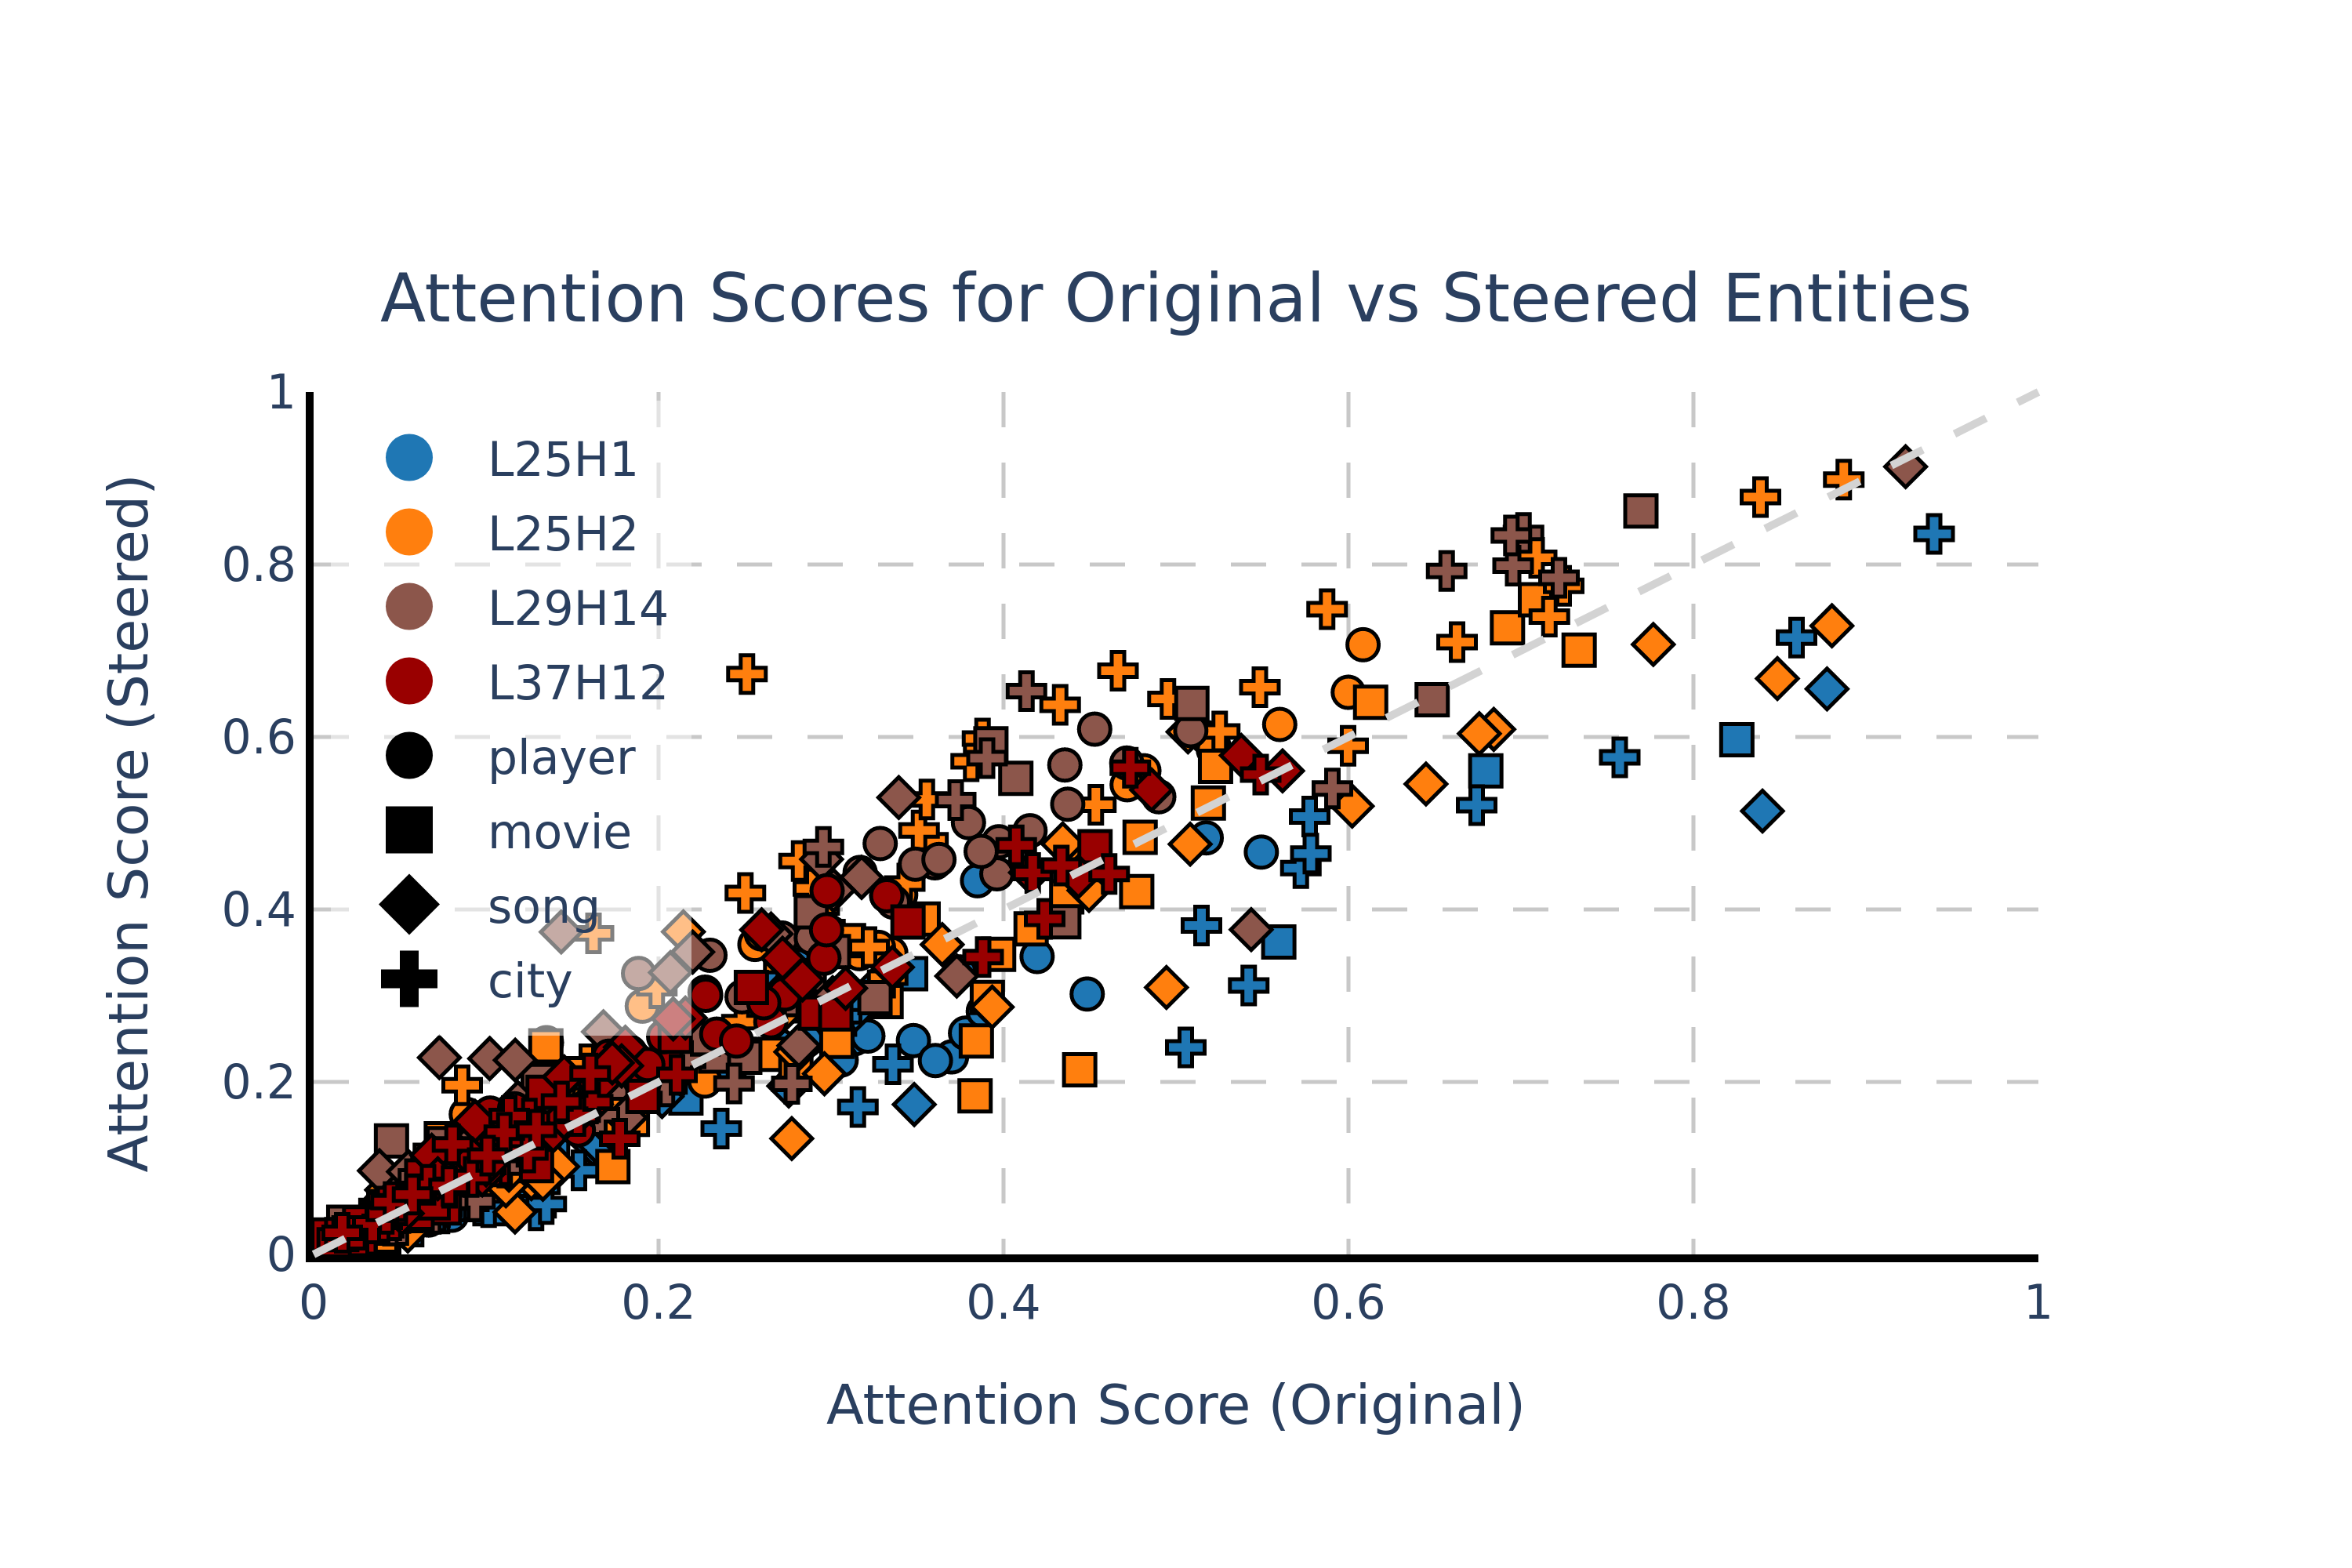 Attention Scores for Original vs Steered Entities
Attention Score (Steered)
1
0.8
0.6
0.4
0.2
0
L25H1
L25H2
L29H14
L37H12
player
movie
song
city
0
0.2
0.4
0.6
0.8
1
Attention Score (Original)